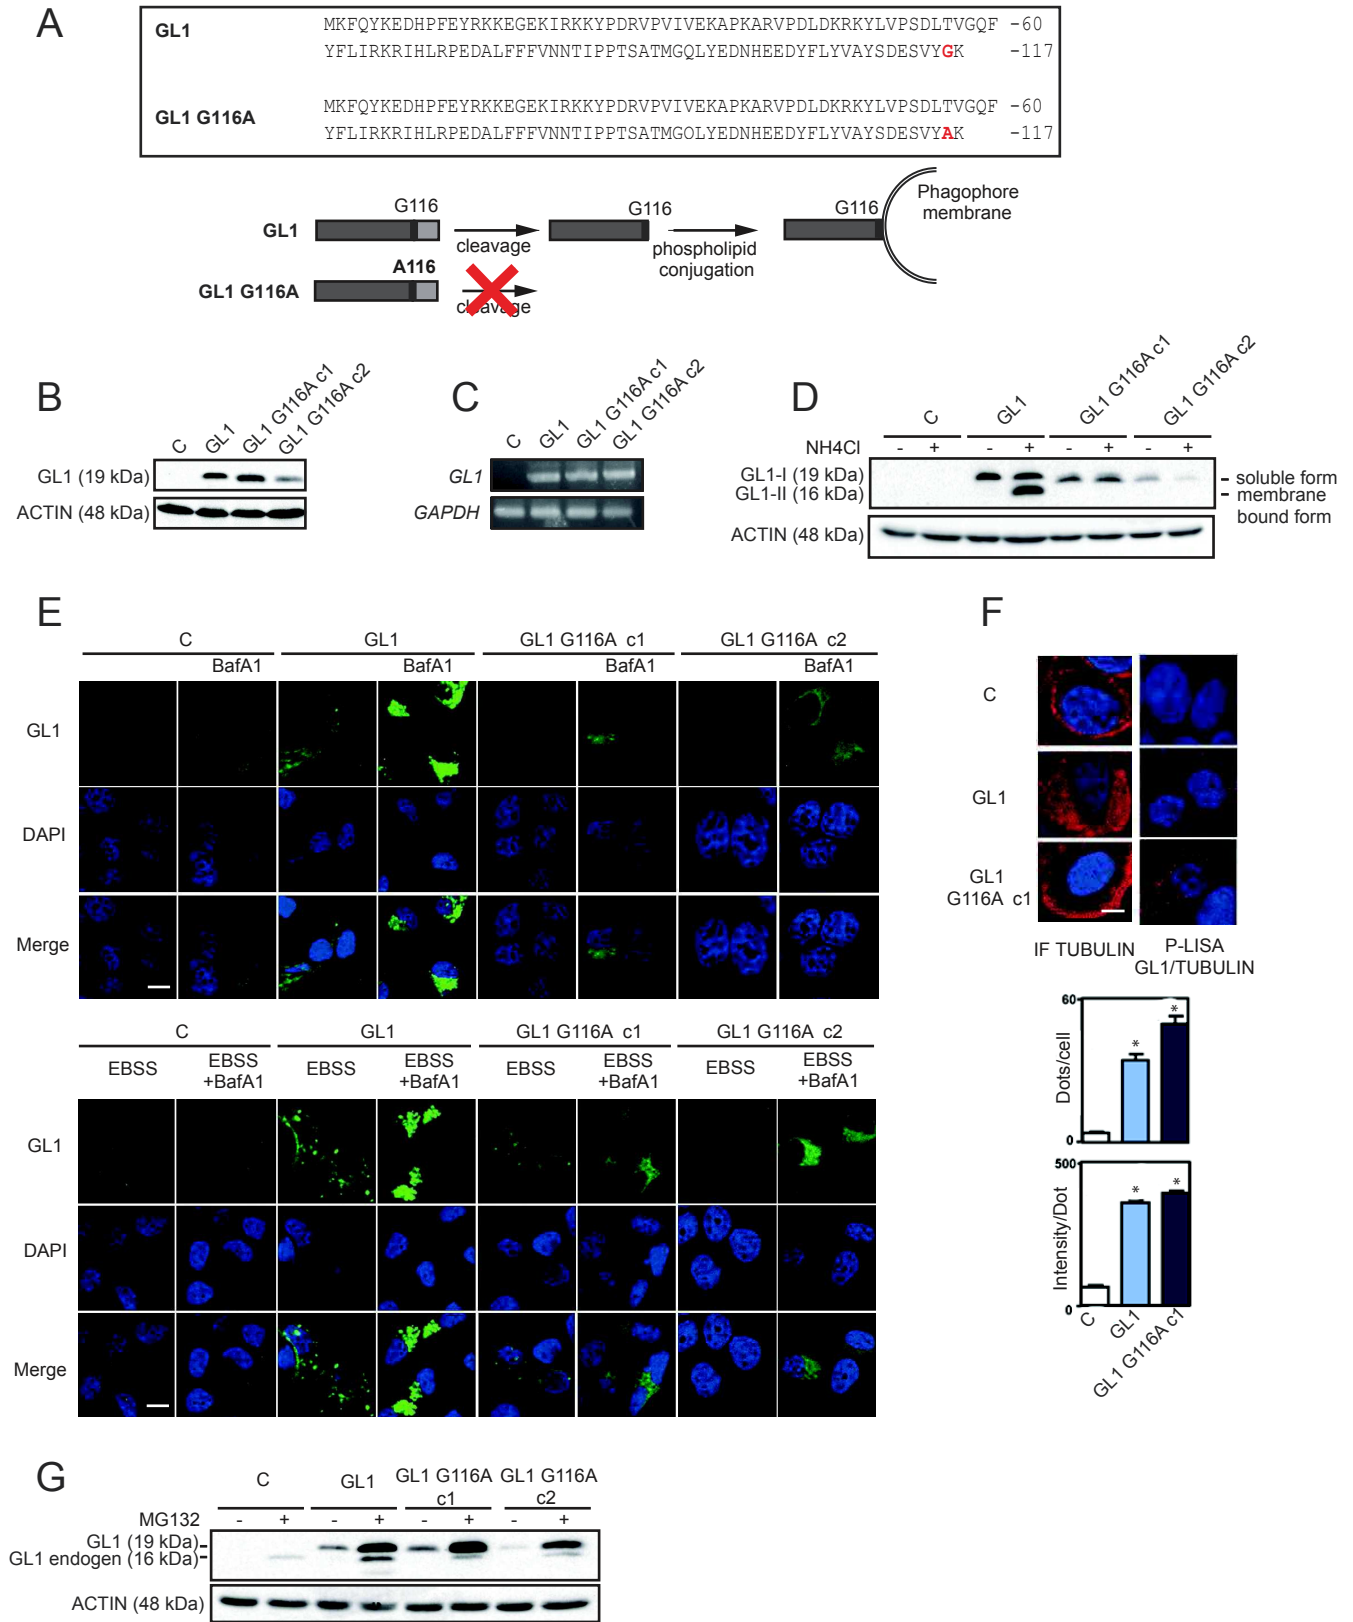 A
GL1 MKFQYKEDHPFEYRKKEGEKIRKKYPDRVPVIVEKAPKARVPDLDKRKYLVPSDLTVGQF -60
YFLIRKRIHLRPEDALFFFVNNTIPPTSATMGQLYEDNHEEDYFLYVAYSDESVYGK -117
GL1 G116A MKFQYKEDHPFEYRKKEGEKIRKKYPDRVPVIVEKAPKARVPDLDKRKYLVPSDLTVGQF -60
YFLIRKRIHLRPEDALFFFVNNTIPPTSATMGQLYEDNHEEDYFLYVAYSDESVYAK -117
GL1 G116 cleavage G116 phospholipid conjugation G116 Phagophore membrane
GL1 G116A A116 cleavage
B
C GL1 GL1 G116A c1 GL1 G116A c2
GL1 (19 kDa)
ACTIN (48 kDa)
C
C GL1 GL1 G116A c1 GL1 G116A c2
GL1
GAPDH
D
C GL1 GL1 G116A c1 GL1 G116A c2
NH4Cl - + - + - + - +
GL1-I (19 kDa) - soluble form
GL1-II (16 kDa) - membrane bound form
ACTIN (48 kDa)
E
C GL1 GL1 G116A c1 GL1 G116A c2
BafA1 BafA1 BafA1 BafA1
GL1
DAPI
Merge
C GL1 GL1 G116A c1 GL1 G116A c2
EBSS EBSS +BafA1 EBSS EBSS +BafA1 EBSS EBSS +BafA1 EBSS EBSS +BafA1
GL1
DAPI
Merge
F
C
GL1
GL1 G116A c1
IF TUBULIN P-LISA GL1/TUBULIN
60
Dots/cell
* *
0
500
Intensity/Dot
* *
0
C GL1 GL1 G116A c1
G
C GL1 GL1 G116A c1 GL1 G116A c2
MG132 - + - + - + - +
GL1 (19 kDa)
GL1 endogen (16 kDa)
ACTIN (48 kDa)